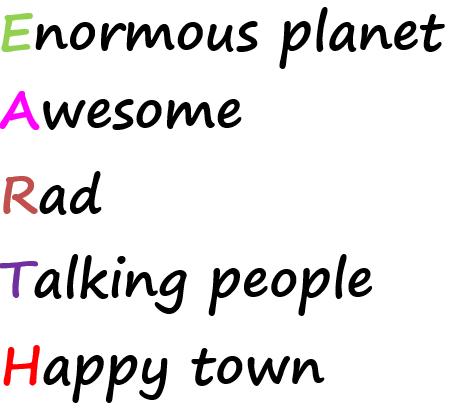 Enormous planet
Awesome
Rad
Talking people
Happy town